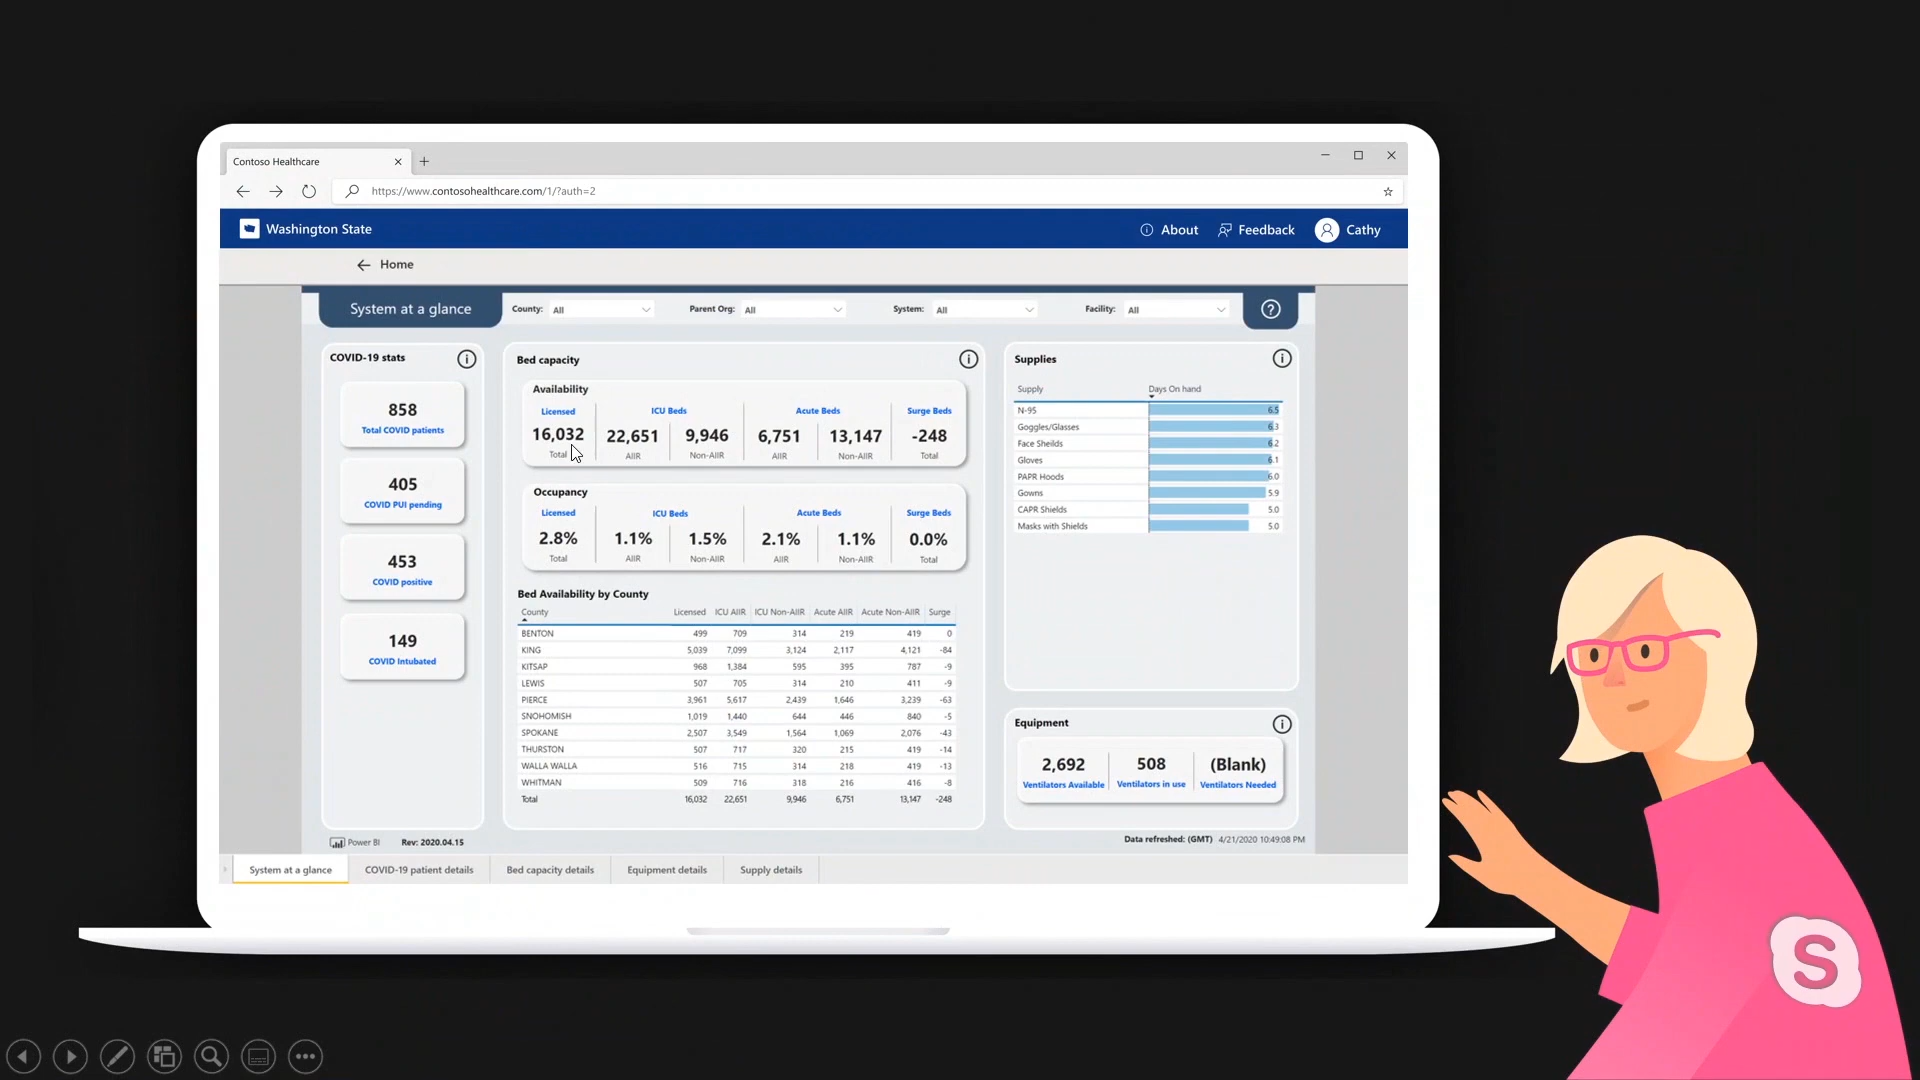 Contoso Healthcare
https://www.contosohealthcare.com/1/?auth=2
Washington State
About Feedback Cathy
Home
System at a glance
County: All Parent Org: All System: All Facility: All
?
COVID-19 stats
858
Total COVID patients
405
COVID PUI pending
453
COVID positive
149
COVID Intubated
Bed capacity
Availability
Licensed ICU Beds Acute Beds Surge Beds
16,032 22,651 9,946 6,751 13,147 -248
Total AIIR Non-AIIR AIIR Non-AIIR Total
Occupancy
Licensed ICU Beds Acute Beds Surge Beds
2.8% 1.1% 1.5% 2.1% 1.1% 0.0%
Total AIIR Non-AIIR AIIR Non-AIIR Total
Bed Availability by County
County Licensed ICU AIIR ICU Non-AIIR Acute AIIR Acute Non-AIIR Surge
BENTON 499 709 314 219 419 0
KING 5,039 7,099 3,124 2,117 4,121 -84
KITSAP 968 1,384 595 395 787 -9
LEWIS 507 705 314 210 411 -9
PIERCE 3,961 5,617 2,439 1,646 3,239 -63
SNOHOMISH 1,019 1,440 644 446 840 -5
SPOKANE 2,507 3,549 1,564 1,069 2,076 -43
THURSTON 507 717 320 215 419 -14
WALLA WALLA 516 715 314 218 419 -13
WHITMAN 509 716 318 216 416 -8
Total 16,032 22,651 9,946 6,751 13,147 -248
Supplies
Supply Days On hand
N-95 6.5
Goggles/Glasses 6.3
Face Sheilds 6.2
Gloves 6.1
PAPR Hoods 6.0
Gowns 5.9
CAPR Shields 5.0
Masks with Shields 5.0
Equipment
2,692 508 (Blank)
Ventilators Available Ventilators in use Ventilators Needed
Power BI Rev: 2020.04.15
Data refreshed: (GMT) 4/21/2020 10:49:08 PM
System at a glance COVID-19 patient details Bed capacity details Equipment details Supply details
S